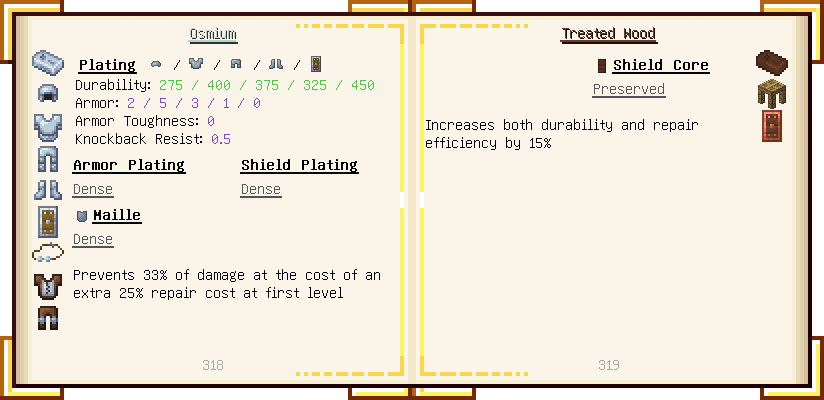 Osmium
Plating / / / /
Durability: 275 / 400 / 375 / 325 / 450
Armor: 2 / 5 / 3 / 1 / 0
Armor Toughness: 0
Knockback Resist: 0.5
Armor Plating Shield Plating
Dense Dense
Maille
Dense
Prevents 33% of damage at the cost of an
extra 25% repair cost at first level
318
Treated Wood
Shield Core
Preserved
Increases both durability and repair
efficiency by 15%
319